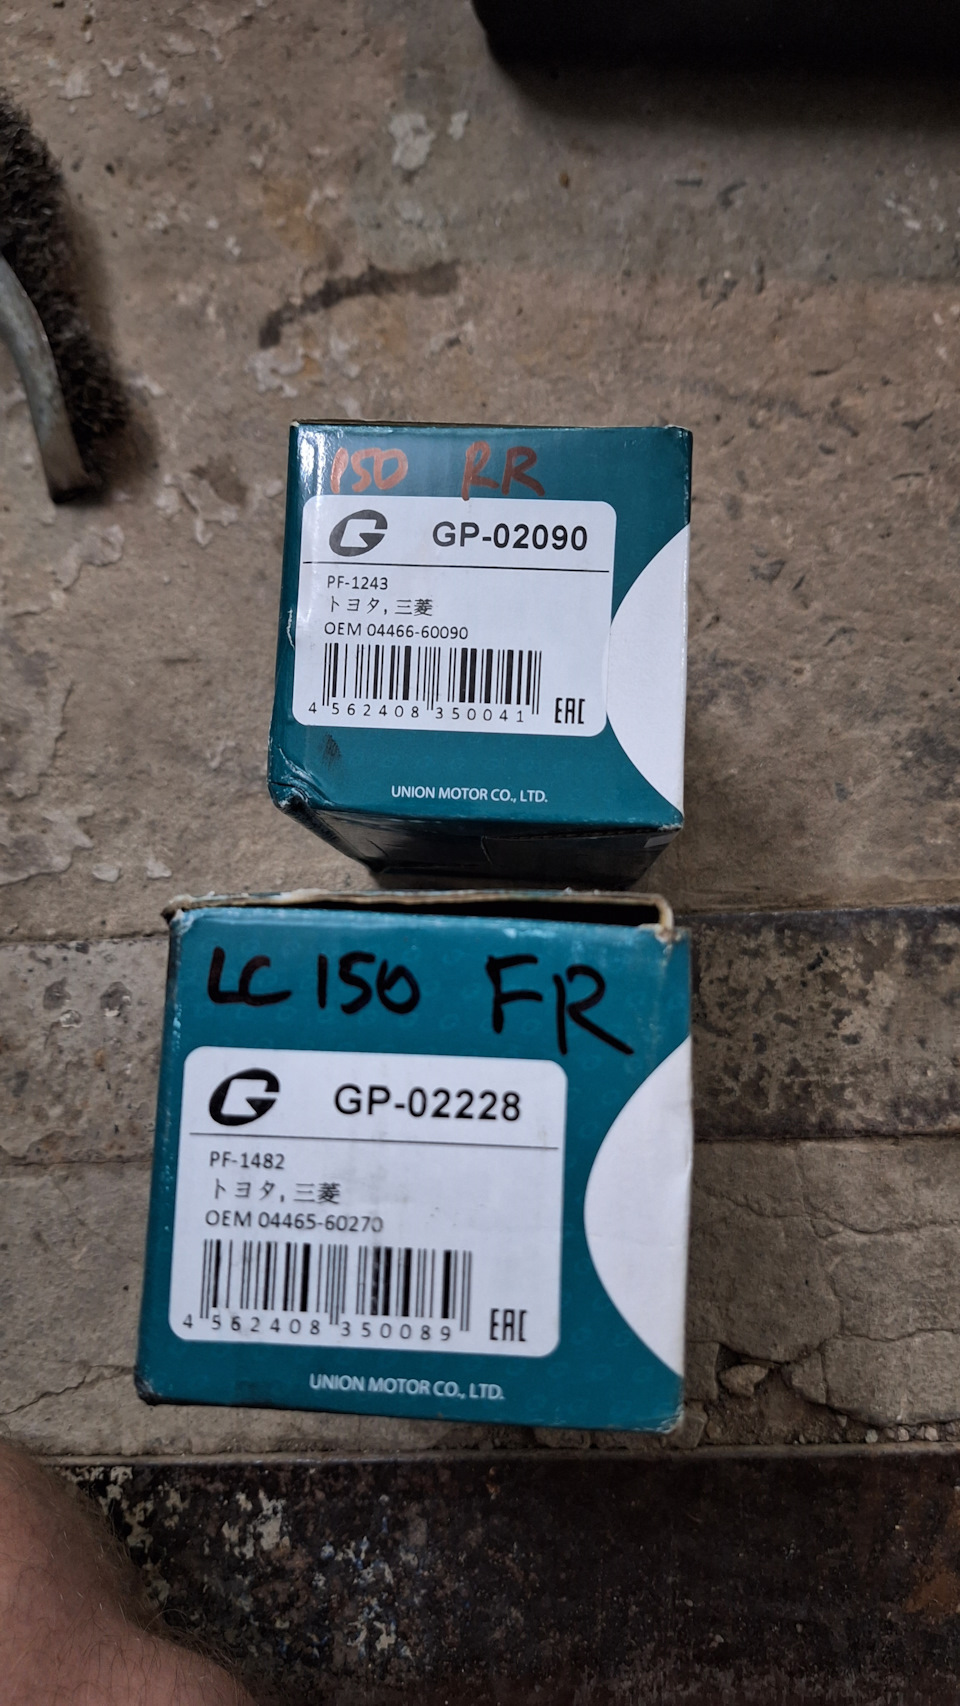 150 RR
G GP-02090
PF-1243
トヨタ, 三菱
OEM 04466-60090
4 562408 350041
EAC
UNION MOTOR CO., LTD.
LC 150 FR
G GP-02228
PF-1482
トヨタ, 三菱
OEM 04465-60270
4 562408 350089
EAC
UNION MOTOR CO., LTD.